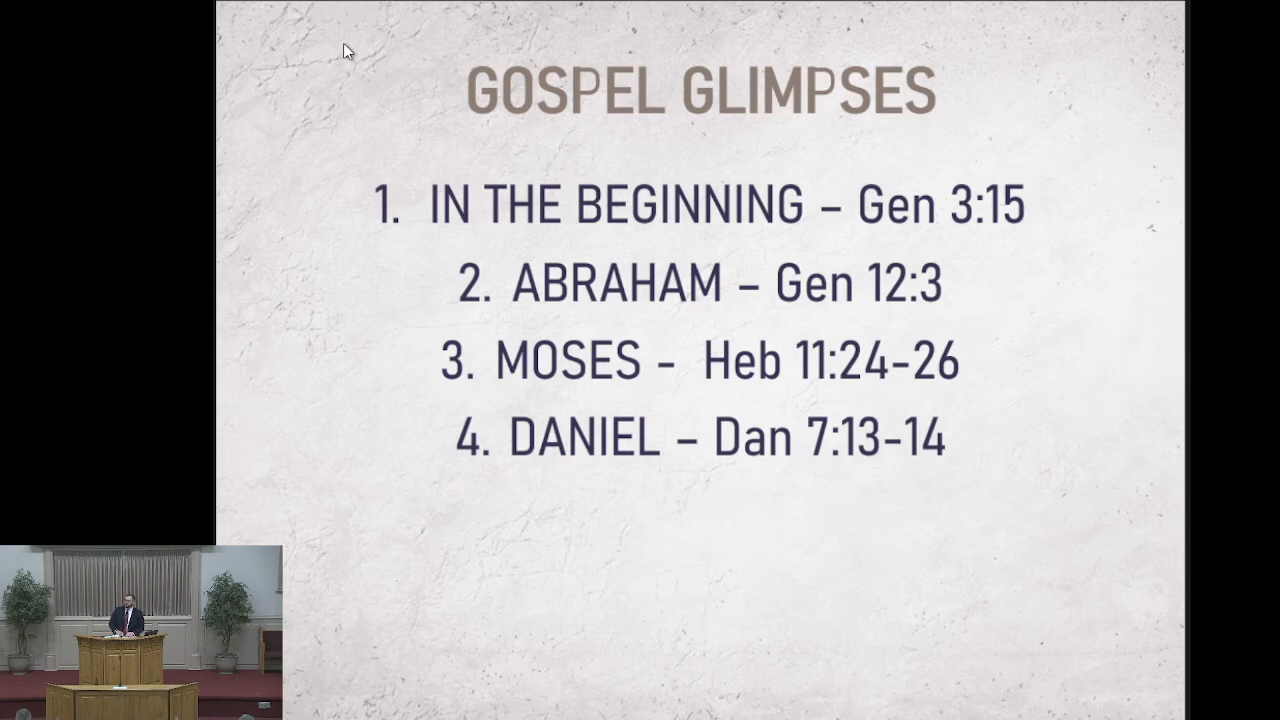 GOSPEL GLIMPSES
1. IN THE BEGINNING – Gen 3:15
2. ABRAHAM – Gen 12:3
3. MOSES - Heb 11:24-26
4. DANIEL – Dan 7:13-14